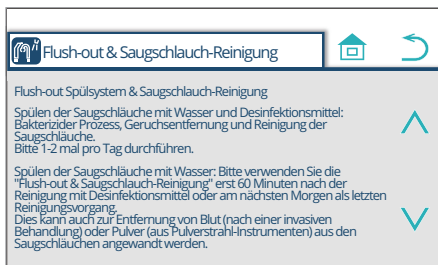 Flush-out & Saugschlauch-Reinigung
Flush-out Spülsystem & Saugschlauch-Reinigung
Spülen der Saugschläuche mit Wasser und Desinfektionsmittel:
Bakterizider Prozess, Geruchsentfernung und Reinigung der
Saugschläuche.
Bitte 1-2 mal pro Tag durchführen.
Spülen der Saugschläuche mit Wasser: Bitte verwenden Sie die
"Flush-out & Saugschlauch-Reinigung" erst 60 Minuten nach der
Reinigung mit Desinfektionsmittel oder am nächsten Morgen als letzten
Reinigungsvorgang.
Dies kann auch zur Entfernung von Blut (nach einer invasiven
Behandlung) oder Pulver (aus Pulverstrahl-Instrumenten) aus den
Saugschläuchen angewandt werden.